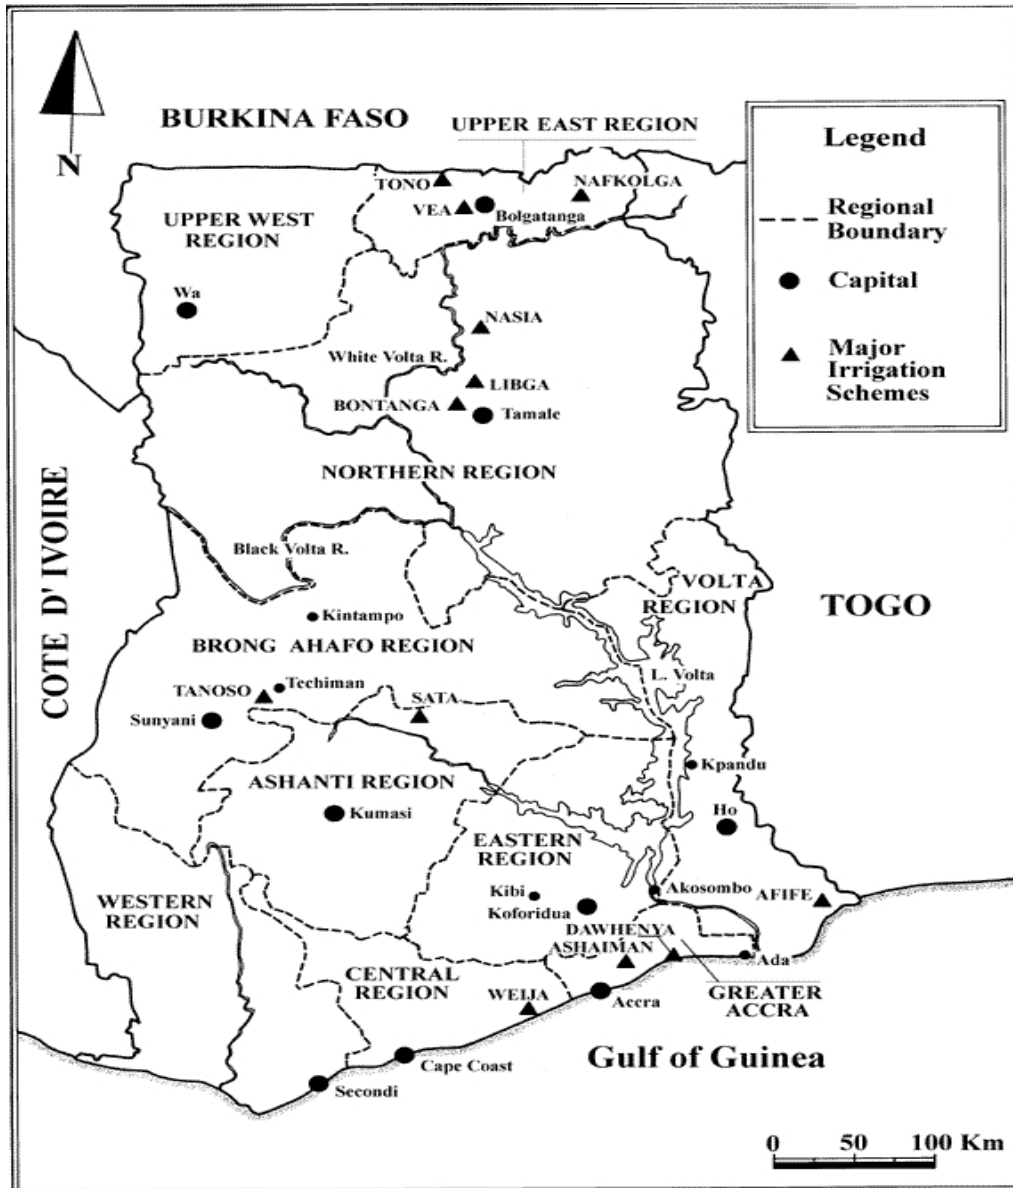 BURKINA FASO
UPPER EAST REGION
Legend
N
TONO
NAFKOLGA
VEA
Bolgatanga
Regional
Boundary
UPPER WEST
REGION
Capital
Wa
NASIA
Major
Irrigation
Schemes
White Volta R.
LIBGA
BONTANGA
Tamale
NORTHERN REGION
COTE D' IVOIRE
Black Volta R.
VOLTA
REGION
TOGO
Kintampo
BRONG AHAFO REGION
L. Volta
Techiman
TANOSO
SATA
Sunyani
Kpandu
ASHANTI REGION
Kumasi
Ho
EASTERN
REGION
Kibi
Akosombo
AFIFE
WESTERN
REGION
Koforidua
DAWHENYA
ASHAIMAN
Ada
CENTRAL
REGION
WEIJA
Accra
GREATER
ACCRA
Cape Coast
Gulf of Guinea
Secondi
0 50 100 Km